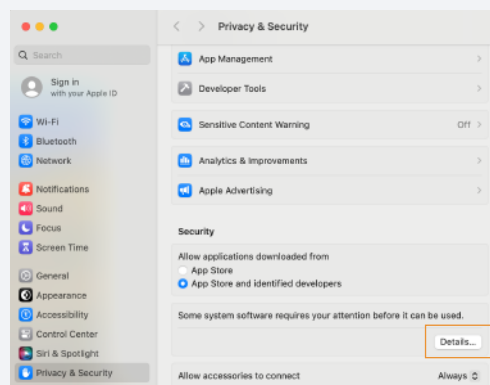 Privacy & Security
Search
Sign in
with your Apple ID
Wi-Fi
Bluetooth
Network
Notifications
Sound
Focus
Screen Time
General
Appearance
Accessibility
Control Center
Siri & Spotlight
Privacy & Security
App Management
Developer Tools
Sensitive Content Warning Off
Analytics & Improvements
Apple Advertising
Security
Allow applications downloaded from
App Store
App Store and identified developers
Some system software requires your attention before it can be used.
Details...
Allow accessories to connect Always